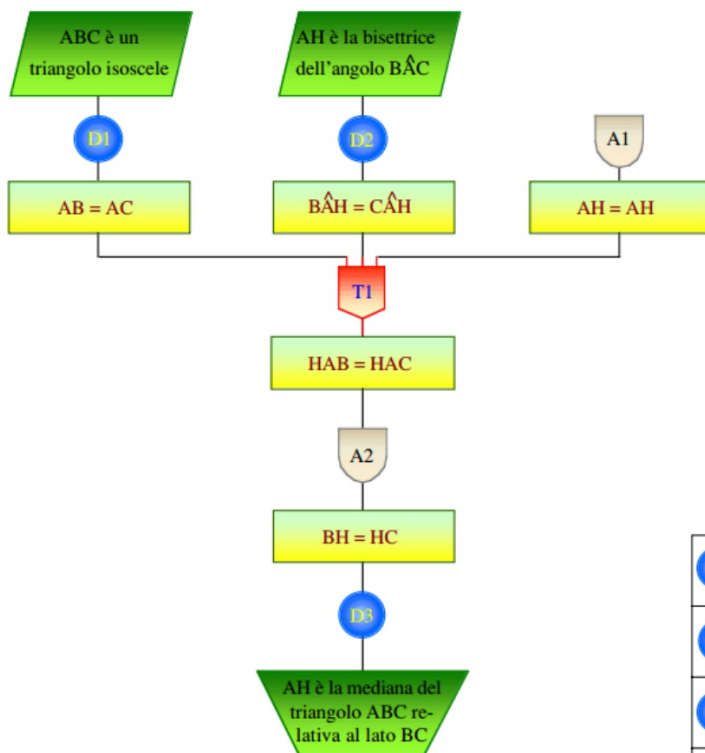 ABC è un
triangolo isoscele
AH è la bisettrice
dell'angolo BÂC
D1
D2
A1
AB = AC
BÂH = CÂH
AH = AH
T1
HAB = HAC
A2
BH = HC
D3
AH è la mediana del
triangolo ABC re-
lativa al lato BC